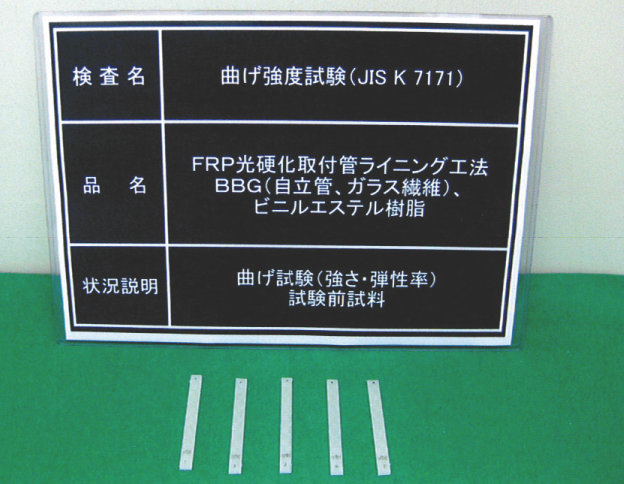 検査名
曲げ強度試験(JIS K 7171)
品名
FRP光硬化取付管ライニング工法
BBG(自立管、ガラス繊維)、
ビニルエステル樹脂
状況説明
曲げ試験(強さ・弾性率)
試験前試料